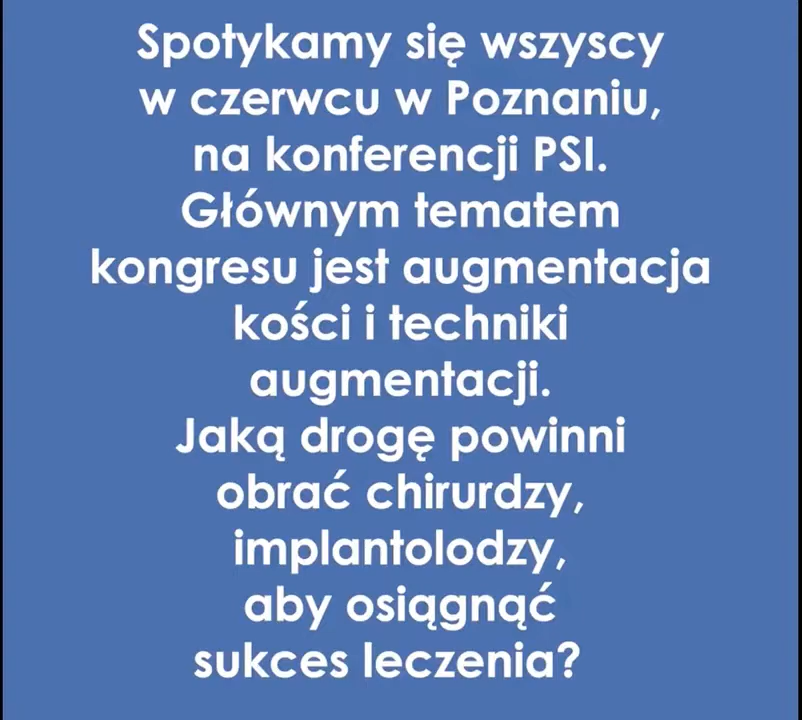 Spotykamy się wszyscy
w czerwcu w Poznaniu,
na konferencji PSI.
Głównym tematem
kongresu jest augmentacja
kości i techniki
augmentacji.
Jaką drogę powinni
obrać chirurdzy,
implantolodzy,
aby osiągnąć
sukces leczenia?